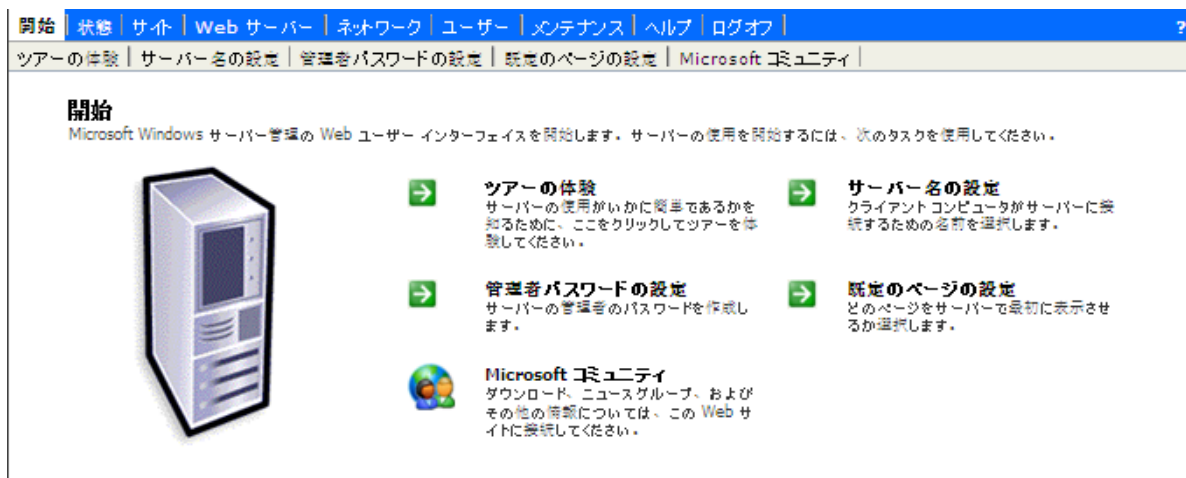 開始 状態 サイト Web サーバー ネットワーク ユーザー メンテナンス ヘルプ ログオフ ?
ツアーの体験 サーバー名の設定 管理者パスワードの設定 既定のページの設定 Microsoft コミュニティ
開始
Microsoft Windows サーバー管理の Web ユーザー インターフェイスを開始します。サーバーの使用を開始するには、次のタスクを使用してください。
ツアーの体験
サーバーの使用がいかに簡単であるかを
知るために、ここをクリックしてツアーを体
験してください。
サーバー名の設定
クライアント コンピュータがサーバーに接
続するための名前を選択します。
管理者パスワードの設定
サーバーの管理者のパスワードを作成し
ます。
既定のページの設定
どのページをサーバーで最初に表示させ
るか選択します。
Microsoft コミュニティ
ダウンロード、ニュースグループ、および
その他の情報については、この Web サ
イトに接続してください。